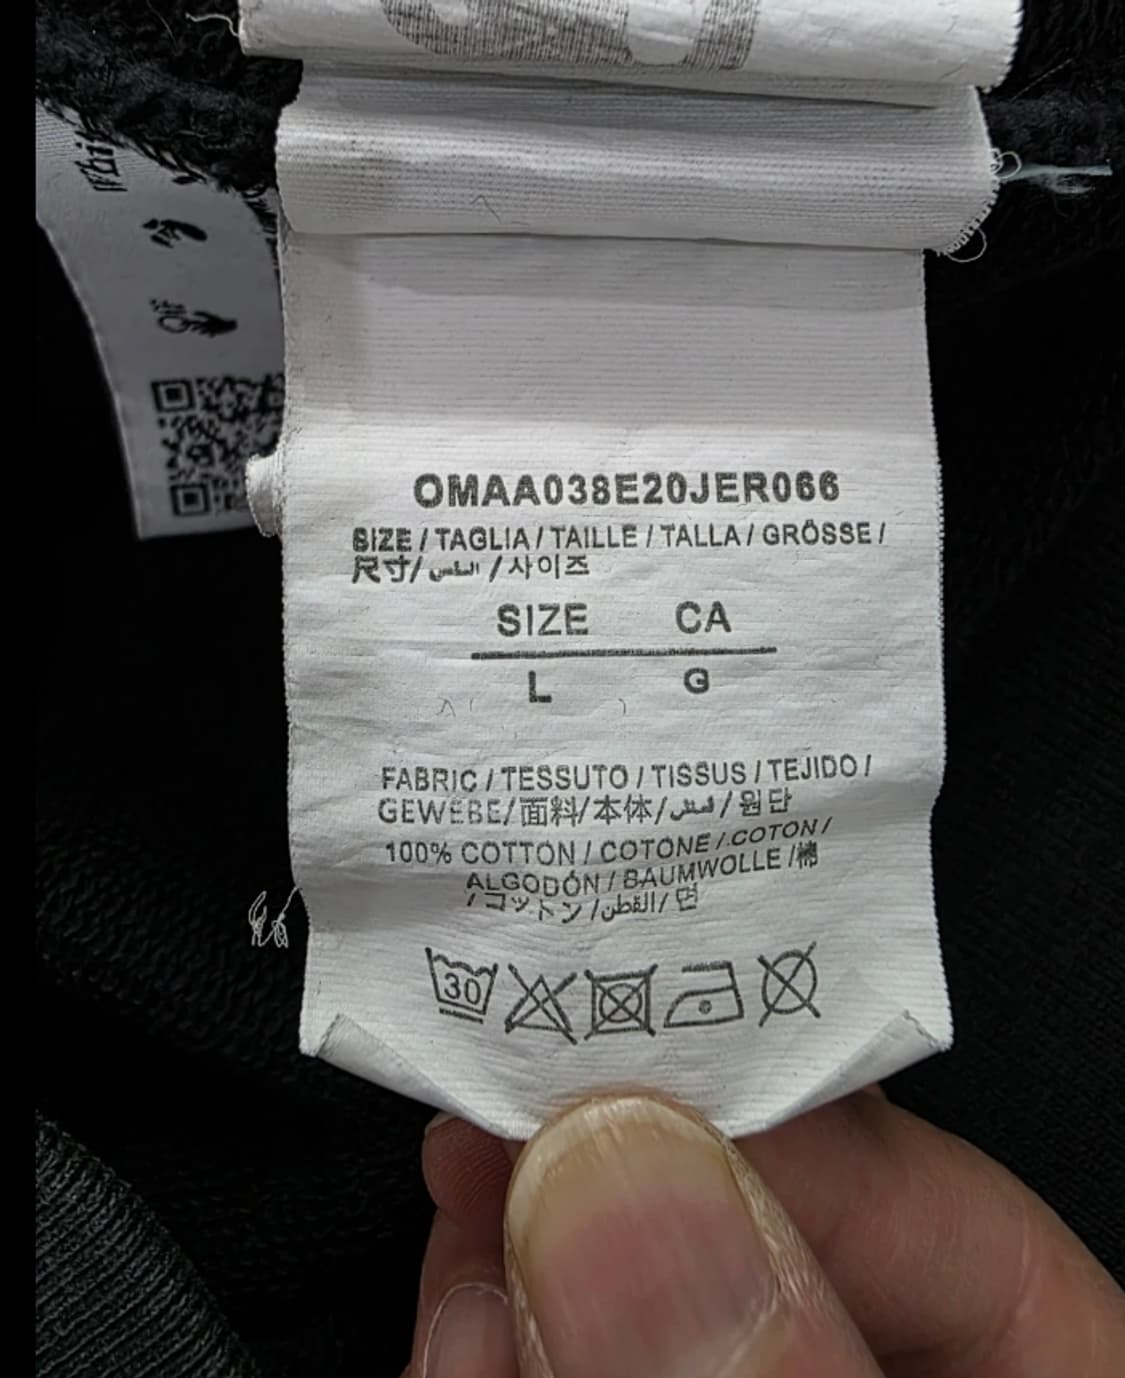 Off
OMAA038E20JER066
SIZE / TAGLIA / TAILLE / TALLA / GRÖSSE /
尺寸/ المقاس /사이즈
SIZE CA
L G
FABRIC / TESSUTO / TISSUS / TEJIDO /
GEWEBE/面料/本体/ /원단
100% COTTON / COTONE / COTON /
ALGODÓN / BAUMWOLLE /棉
/コットン/القطن/ 면
30